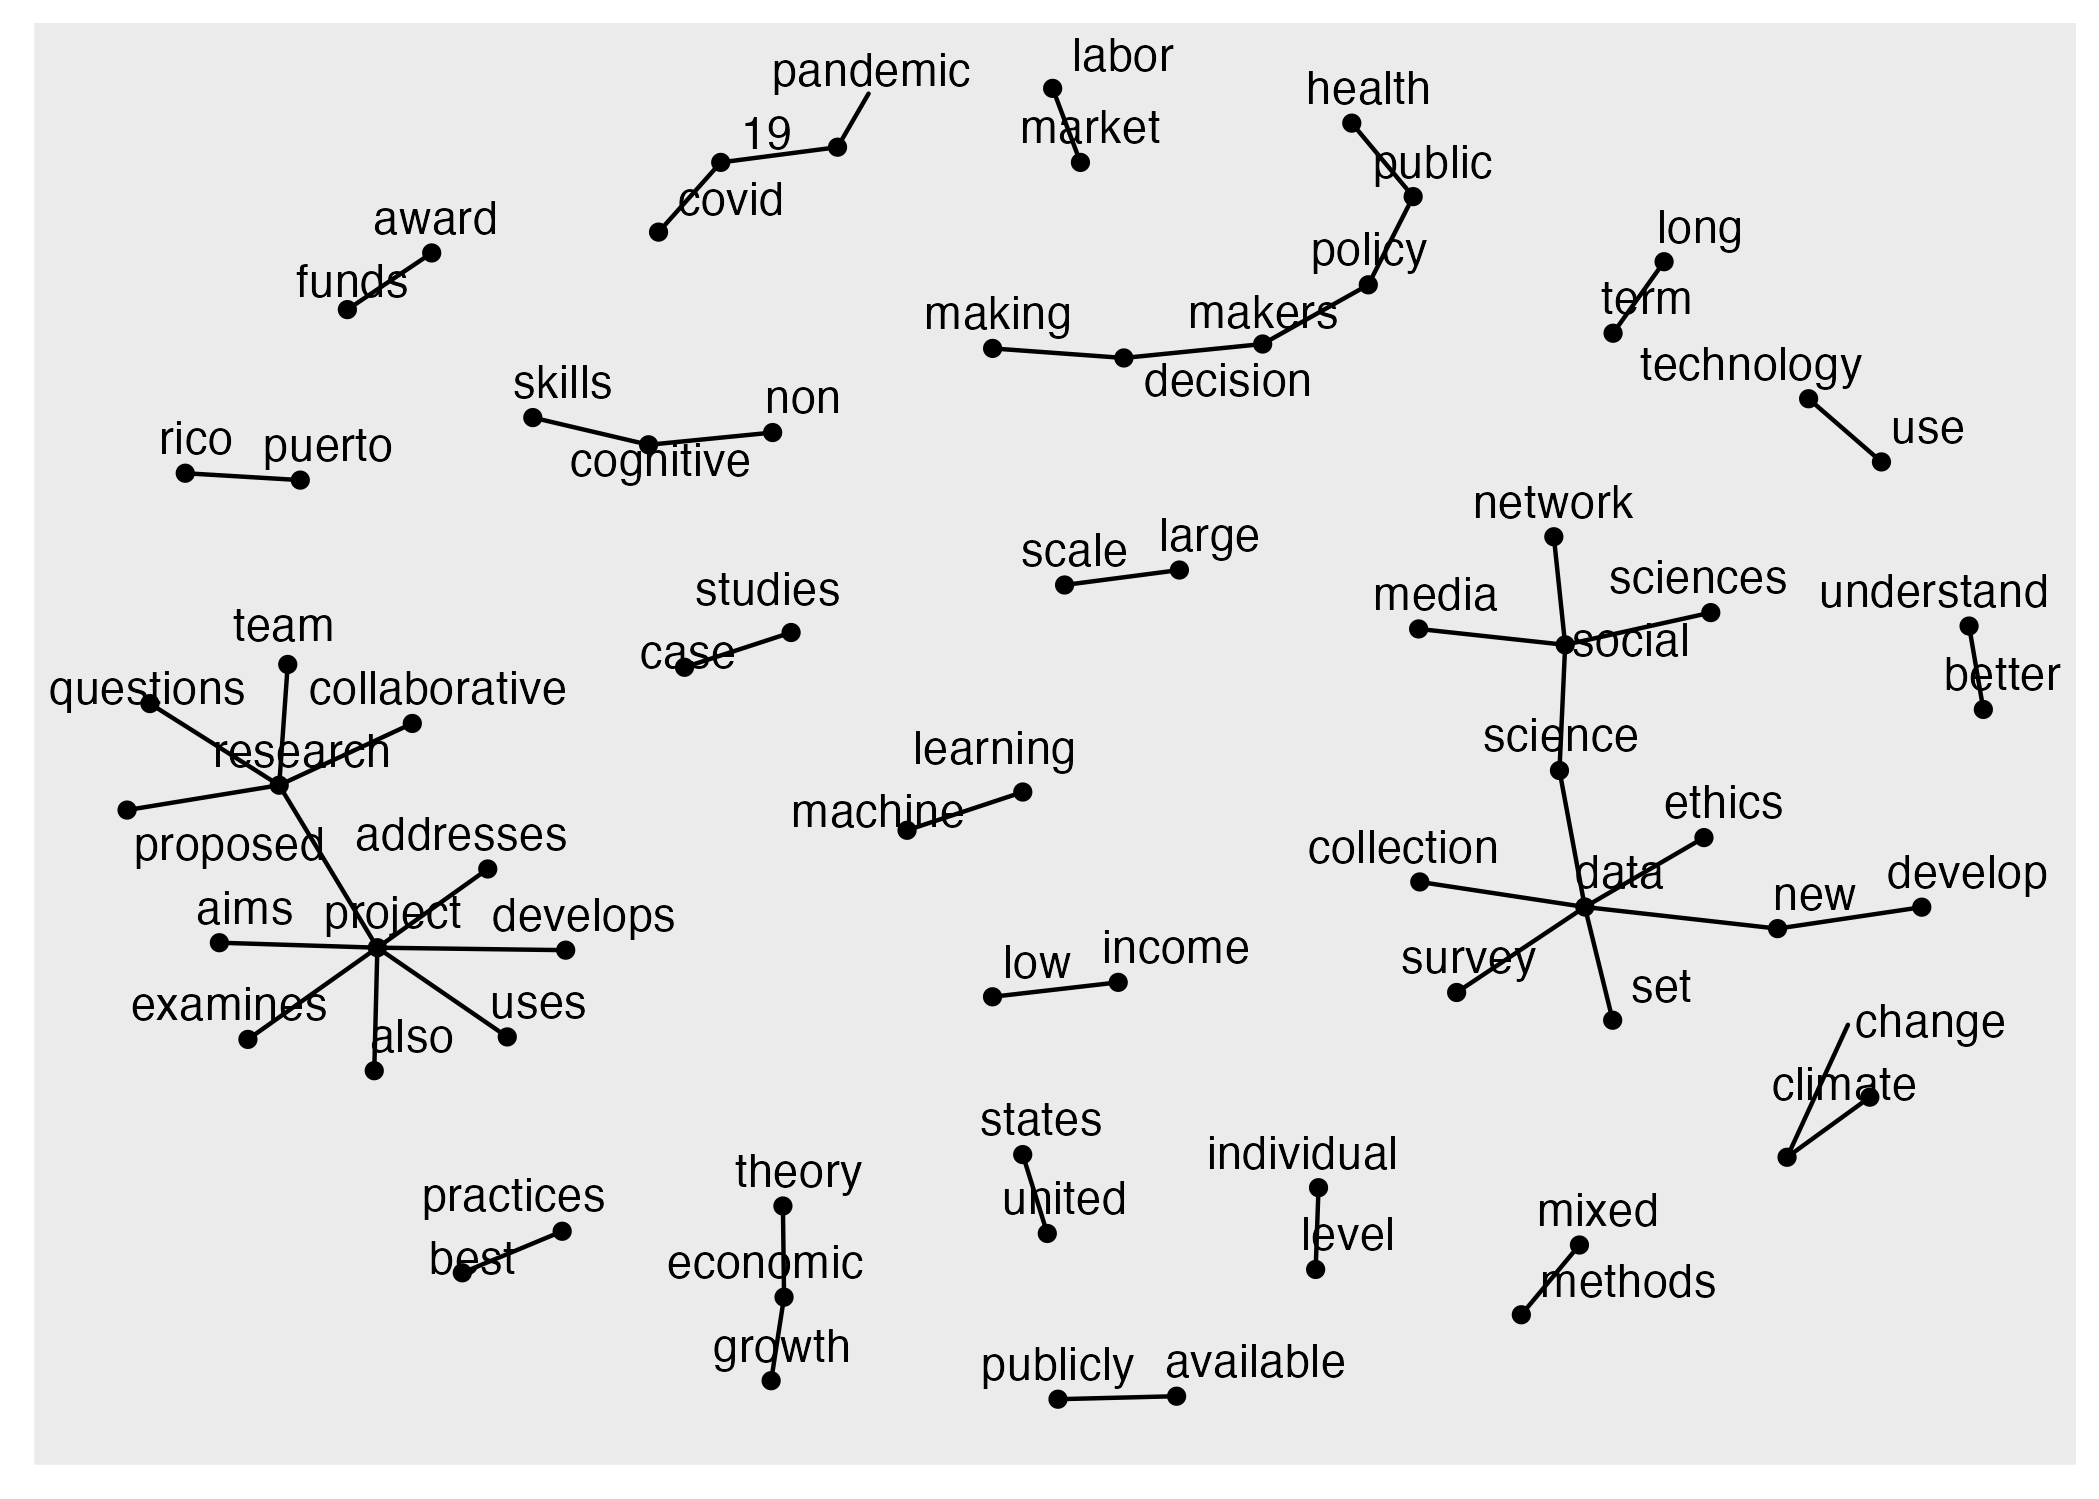 labor
pandemic
health
19
market
public
covid
award
long
policy
funds
term
making
makers
technology
skills
decision
non
use
rico
puerto
cognitive
network
scale
large
studies
sciences
media
understand
team
case
social
questions
collaborative
better
research
learning
science
machine
ethics
proposed
addresses
collection
data
develop
aims
project
develops
new
low
income
survey
examines
uses
set
also
change
climate
states
individual
theory
practices
united
mixed
best
economic
level
methods
growth
publicly
available